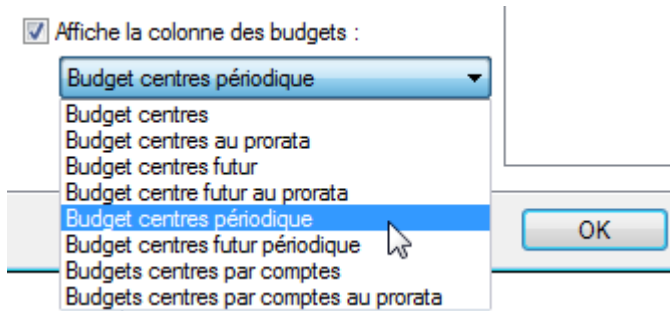 Affiche la colonne des budgets :
Budget centres périodique
Budget centres
Budget centres au prorata
Budget centres futur
Budget centre futur au prorata
Budget centres périodique
Budget centres futur périodique
Budgets centres par comptes
Budgets centres par comptes au prorata
OK